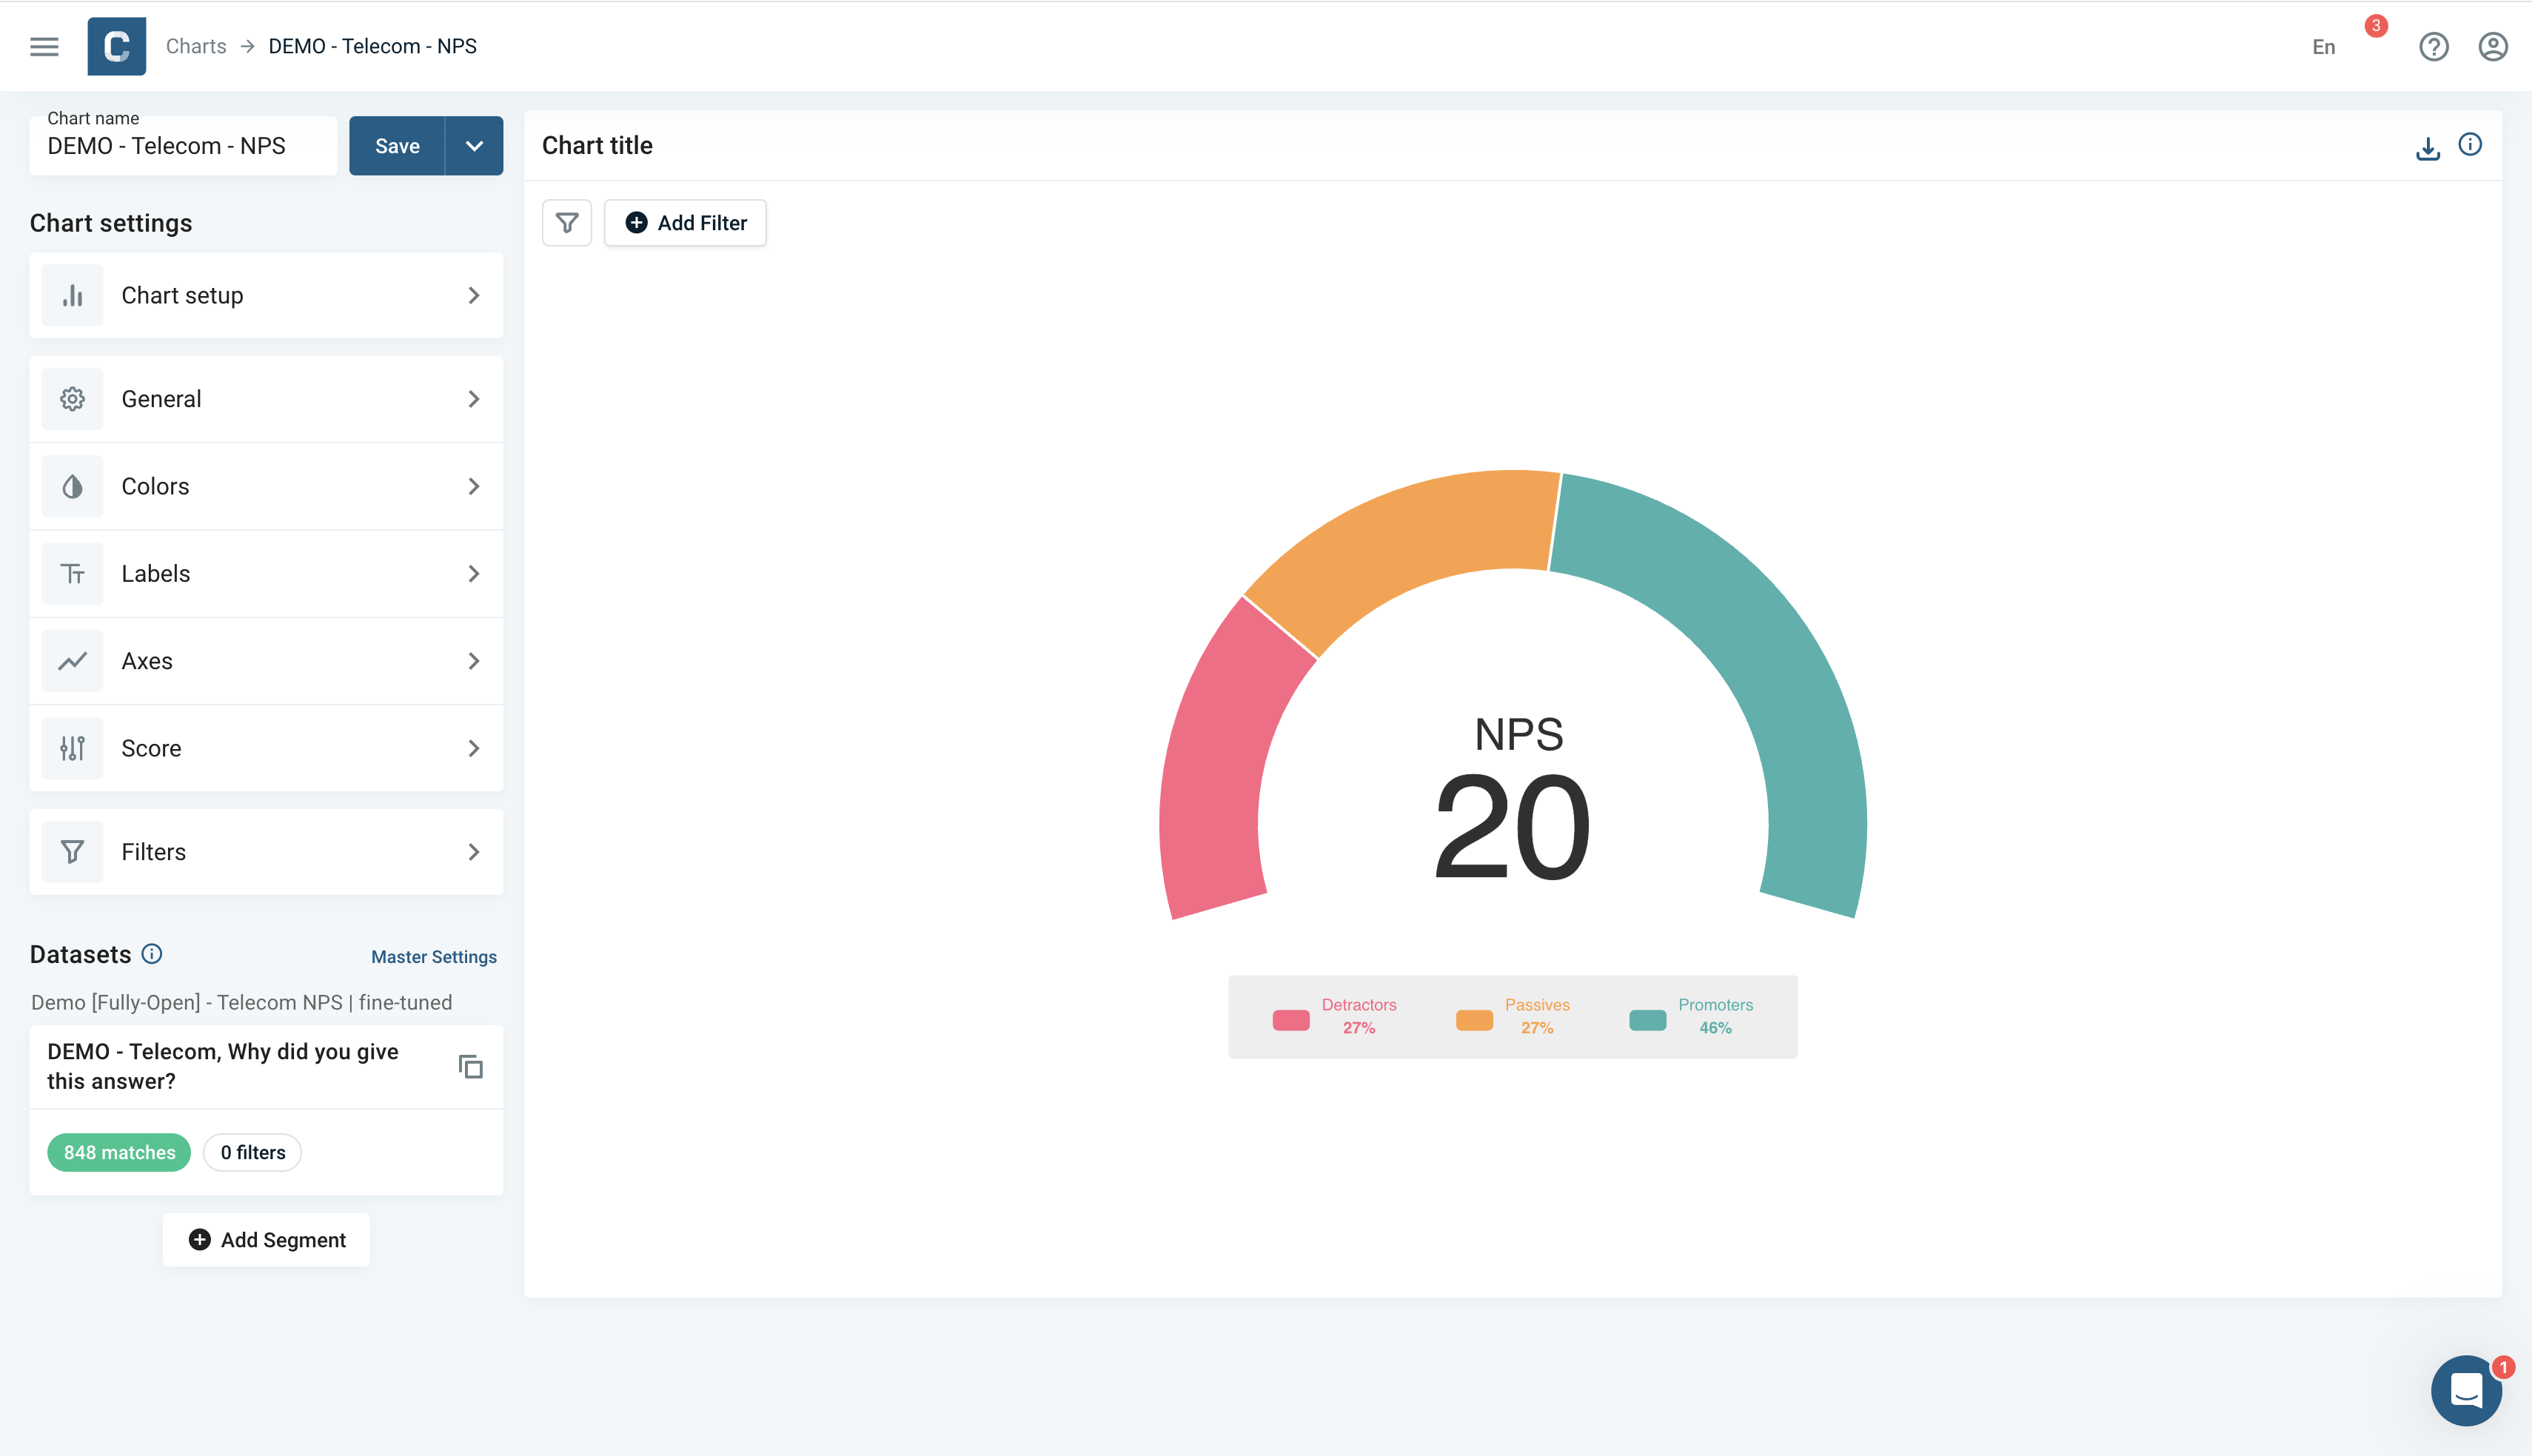 C
Charts → DEMO - Telecom - NPS
En
3
Chart name
DEMO - Telecom - NPS
Save
Chart settings
Chart setup
General
Colors
Labels
Axes
Score
Filters
Datasets
Master Settings
Demo [Fully-Open] - Telecom NPS | fine-tuned
DEMO - Telecom, Why did you give
this answer?
848 matches
0 filters
Add Segment
Chart title
Add Filter
NPS
20
Detractors
27%
Passives
27%
Promoters
46%
1